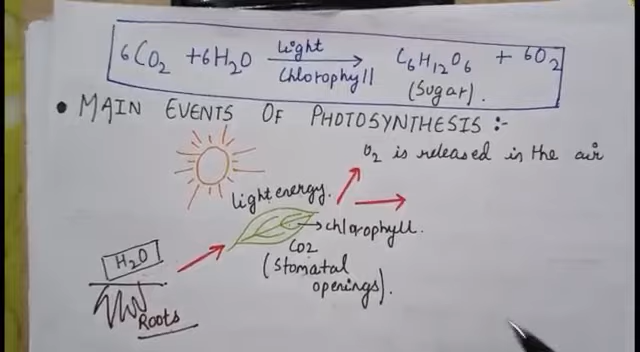 6CO₂ + 6H₂O Light Chlorophyll → C₆H₁₂O₆ + 6O₂
(Sugar).
• MAIN EVENTS OF PHOTOSYNTHESIS :-
O₂ is released in the air
light energy.
→ chlorophyll.
CO₂
(Stomatal
openings).
H₂O
Roots